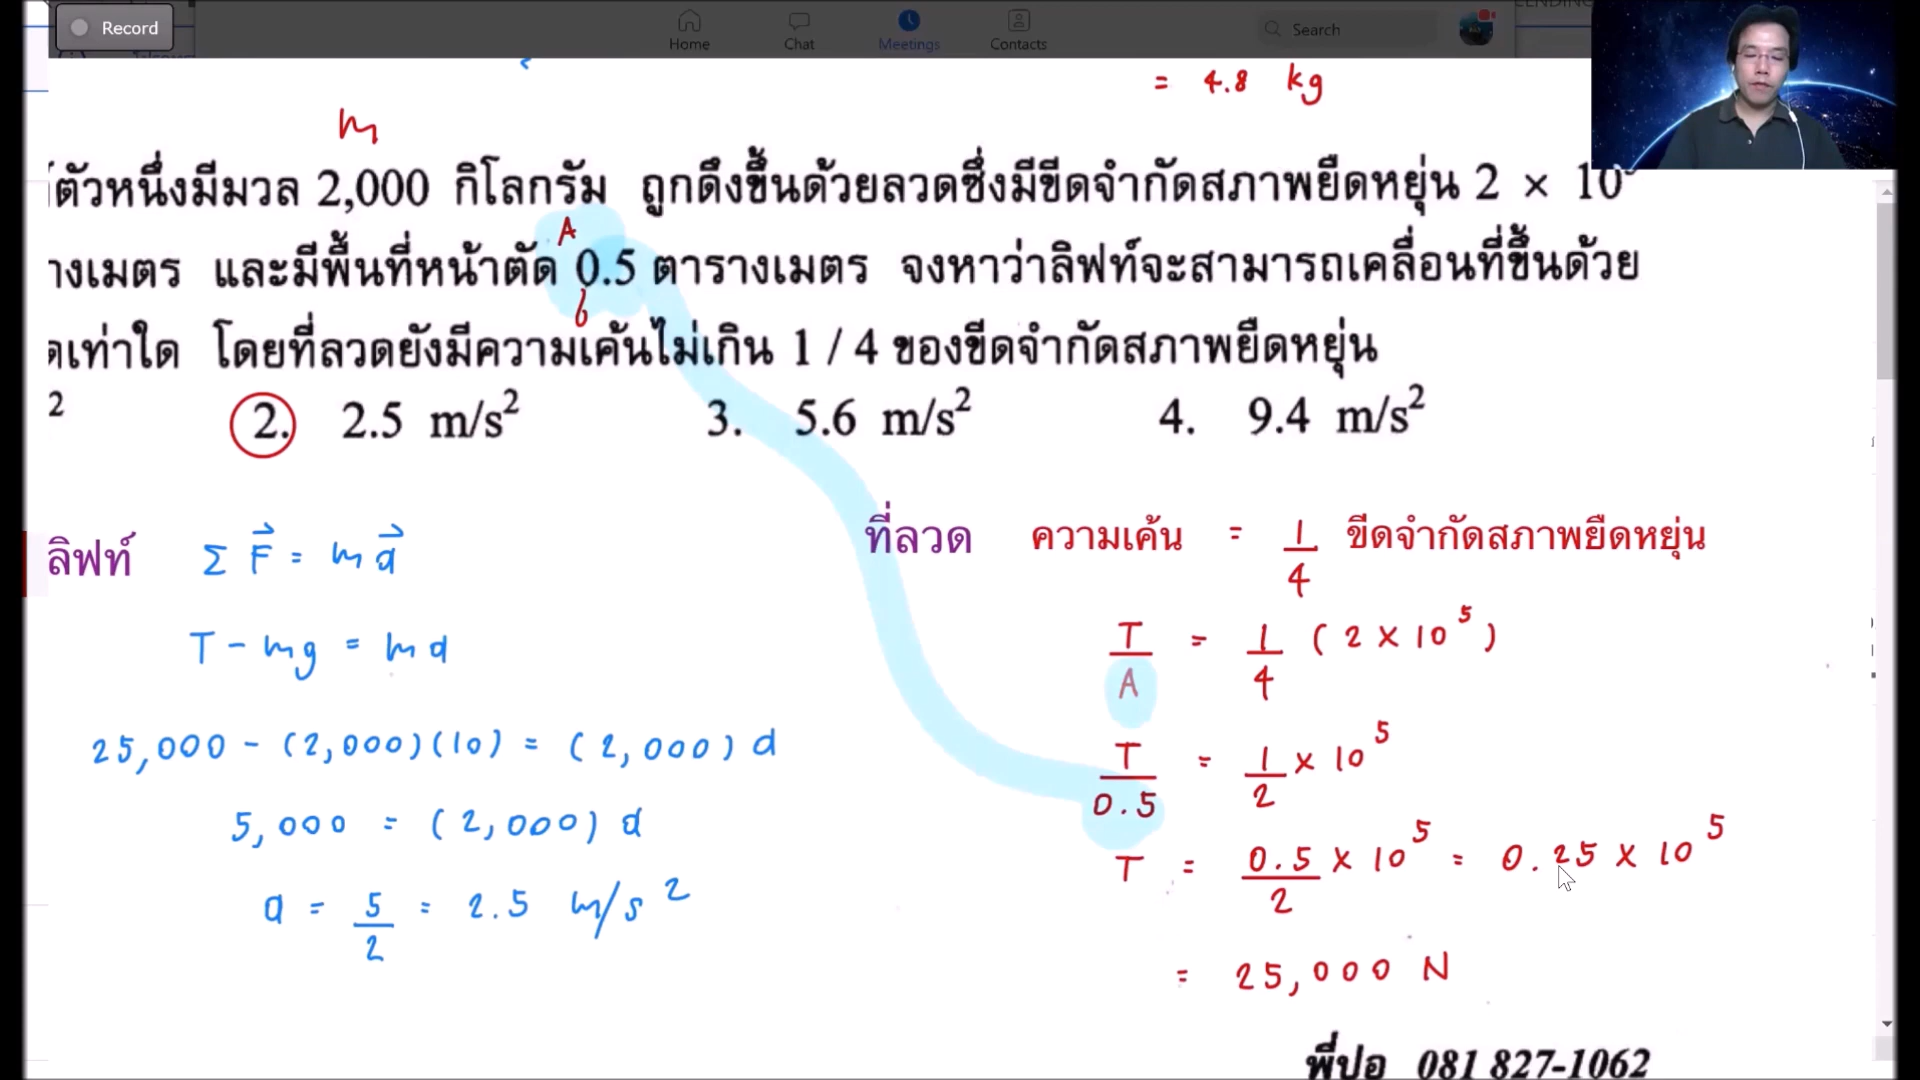 Record
Home
Chat
Meetings
Contacts
Search
= 4.8 kg
m
ตัวหนึ่งมีมวล 2,000 กิโลกรัม ถูกดึงขึ้นด้วยลวดซึ่งมีขีดจำกัดสภาพยืดหยุ่น 2 × 10
A
างเมตร และมีพื้นที่หน้าตัด 0.5 ตารางเมตร จงหาว่าลิฟท์จะสามารถเคลื่อนที่ขึ้นด้วย
ดเท่าใด โดยที่ลวดยังมีความเค้นไม่เกิน 1 / 4 ของขีดจำกัดสภาพยืดหยุ่น
2 2. 2.5 m/s² 3. 5.6 m/s² 4. 9.4 m/s²
ลิฟท์ Σ F⃗ = m a⃗
T - mg = ma
25,000 - (2,000)(10) = (2,000) a
5,000 = (2,000) a
a = 5/2 = 2.5 m/s²
ที่ลวด ความเค้น = 1/4 ขีดจำกัดสภาพยืดหยุ่น
T/A = 1/4 (2 × 10⁵)
T/0.5 = 1/2 × 10⁵
T = 0.5/2 × 10⁵ = 0.25 × 10⁵
= 25,000 N
พี่ปอ 081 827-1062